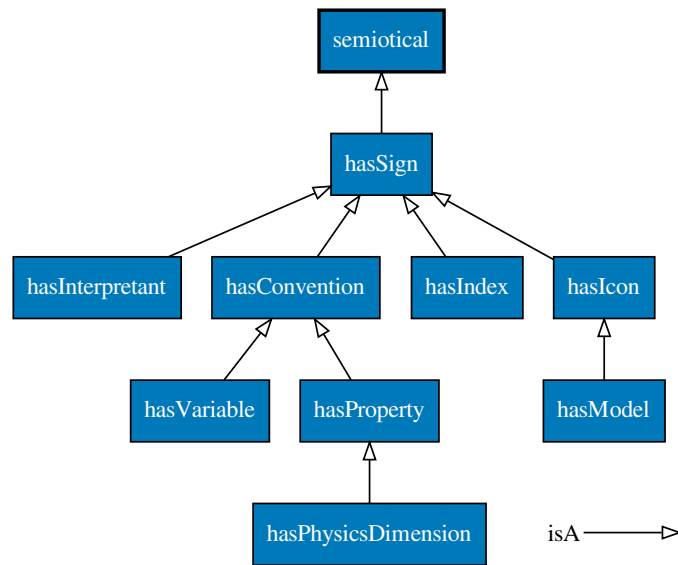 semiotical
hasSign
hasInterpretant
hasConvention
hasIndex
hasIcon
hasVariable
hasProperty
hasModel
hasPhysicsDimension
isA